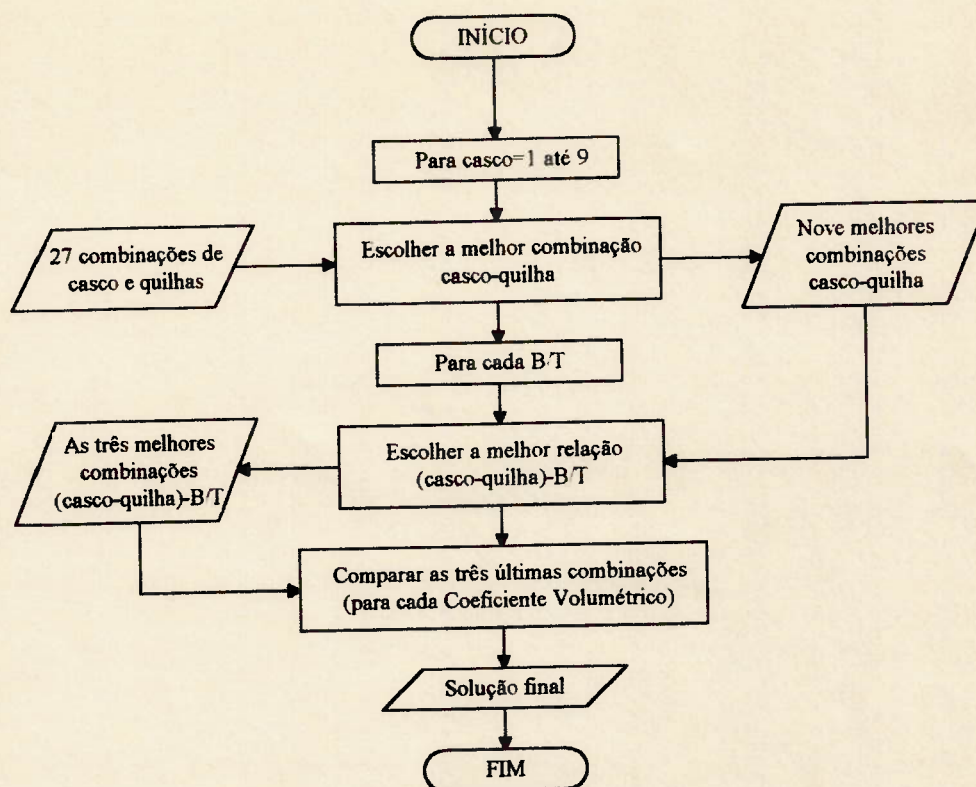 INÍCIO
Para casco=1 até 9
27 combinações de
casco e quilhas
Escolher a melhor combinação
casco-quilha
Nove melhores
combinações
casco-quilha
Para cada B/T
As três melhores
combinações
(casco-quilha)-B/T
Escolher a melhor relação
(casco-quilha)-B/T
Comparar as três últimas combinações
(para cada Coeficiente Volumétrico)
Solução final
FIM